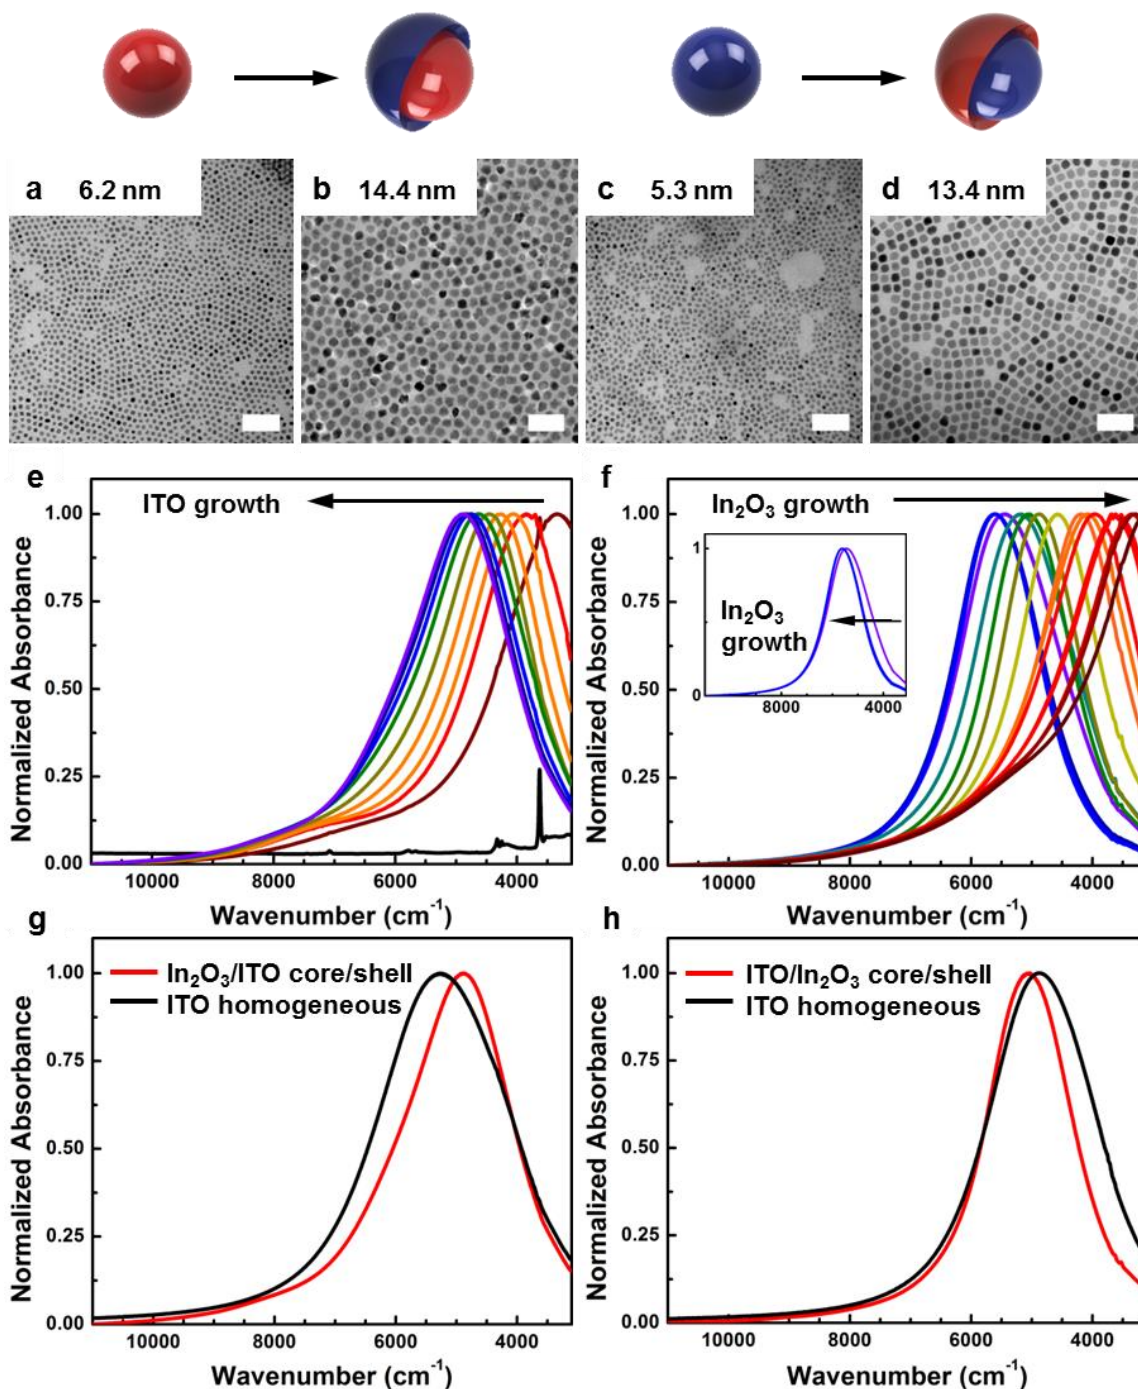 a 6.2 nm
b 14.4 nm
c 5.3 nm
d 13.4 nm
e
ITO growth
1.00
0.75
0.50
0.25
0.00
Normalized Absorbance
10000 8000 6000 4000
Wavenumber (cm⁻¹)
f
In₂O₃ growth
1.00
0.75
0.50
0.25
0.00
Normalized Absorbance
1
In₂O₃
growth
0
8000 4000
10000 8000 6000 4000
Wavenumber (cm⁻¹)
g
In₂O₃/ITO core/shell
ITO homogeneous
1.00
0.75
0.50
0.25
0.00
Normalized Absorbance
10000 8000 6000 4000
Wavenumber (cm⁻¹)
h
ITO/In₂O₃ core/shell
ITO homogeneous
1.00
0.75
0.50
0.25
0.00
Normalized Absorbance
10000 8000 6000 4000
Wavenumber (cm⁻¹)